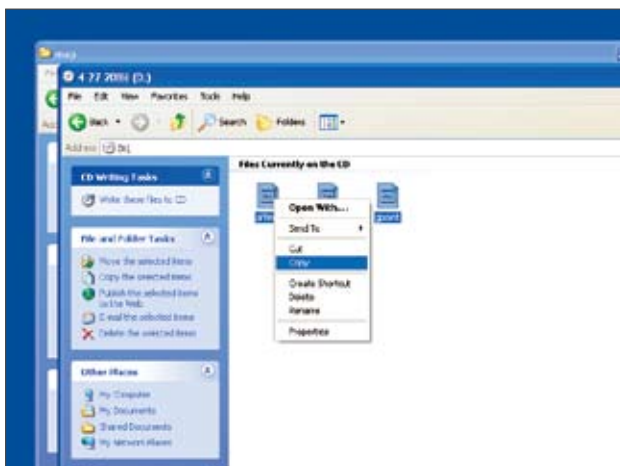 4 27 2005 (D:)
File Edit View Favorites Tools Help
Back Search Folders
Address D:\
Files Currently on the CD
CD Writing Tasks
Write these files to CD
Open With...
Send To
Cut
Copy
Create Shortcut
Delete
Rename
Properties
File and Folder Tasks
Move the selected items
Copy the selected items
Publish the selected items
to the Web
E-mail the selected items
Delete the selected items
Other Places
My Computer
My Documents
Shared Documents
My Network Places